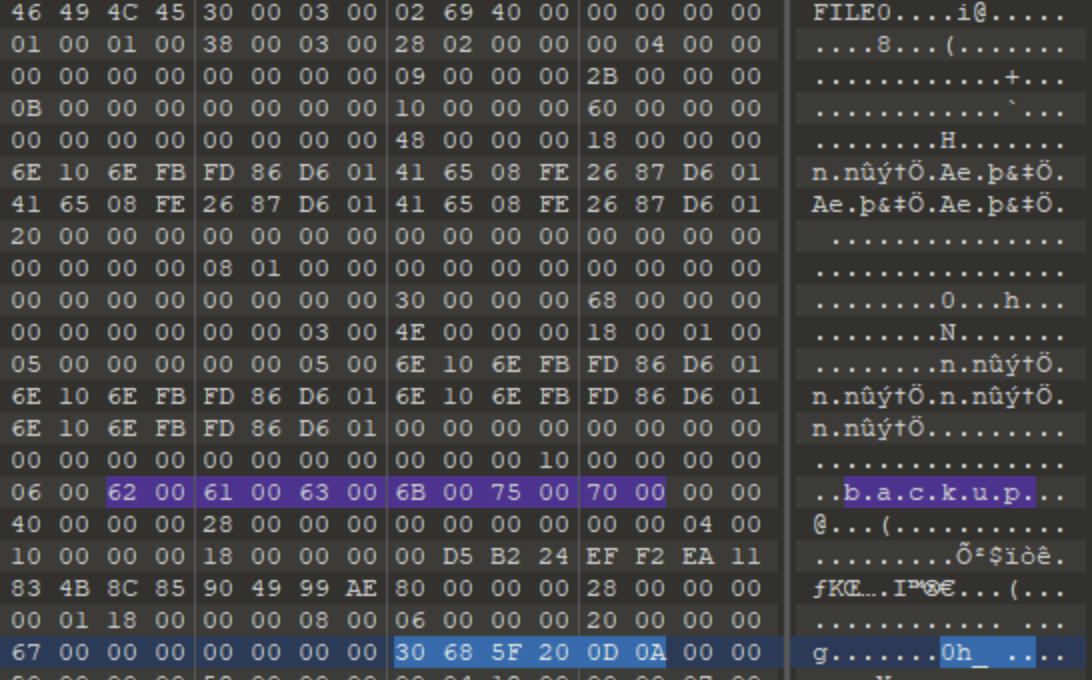 46 49 4C 45 30 00 03 00 02 69 40 00 00 00 00 00 FILE0....i@.....
01 00 01 00 38 00 03 00 28 02 00 00 00 04 00 00 ....8...(.......
00 00 00 00 00 00 00 00 09 00 00 00 2B 00 00 00 ............+...
0B 00 00 00 00 00 00 00 10 00 00 00 60 00 00 00 ............`...
00 00 00 00 00 00 00 00 48 00 00 00 18 00 00 00 ........H.......
6E 10 6E FB FD 86 D6 01 41 65 08 FE 26 87 D6 01 n.nûý†Ö.Ae.þ&‡Ö.
41 65 08 FE 26 87 D6 01 41 65 08 FE 26 87 D6 01 Ae.þ&‡Ö.Ae.þ&‡Ö.
20 00 00 00 00 00 00 00 00 00 00 00 00 00 00 00 ...............
00 00 00 00 08 01 00 00 00 00 00 00 00 00 00 00 ................
00 00 00 00 00 00 00 00 30 00 00 00 68 00 00 00 ........0...h...
00 00 00 00 00 00 03 00 4E 00 00 00 18 00 01 00 ........N.......
05 00 00 00 00 00 05 00 6E 10 6E FB FD 86 D6 01 ........n.nûý†Ö.
6E 10 6E FB FD 86 D6 01 6E 10 6E FB FD 86 D6 01 n.nûý†Ö.n.nûý†Ö.
6E 10 6E FB FD 86 D6 01 00 00 00 00 00 00 00 00 n.nûý†Ö.........
00 00 00 00 00 00 00 00 00 00 00 10 00 00 00 00 ................
06 00 62 00 61 00 63 00 6B 00 75 00 70 00 00 00 ..b.a.c.k.u.p...
40 00 00 00 28 00 00 00 00 00 00 00 00 00 04 00 @...(...........
10 00 00 00 18 00 00 00 00 D5 B2 24 EF F2 EA 11 .........Õ²$ïòê.
83 4B 8C 85 90 49 99 AE 80 00 00 00 28 00 00 00 ƒKŒ….I™®€...(...
00 01 18 00 00 00 08 00 06 00 00 00 20 00 00 00 ............ ...
67 00 00 00 00 00 00 00 30 68 5F 20 0D 0A 00 00 g.......0h_ ....